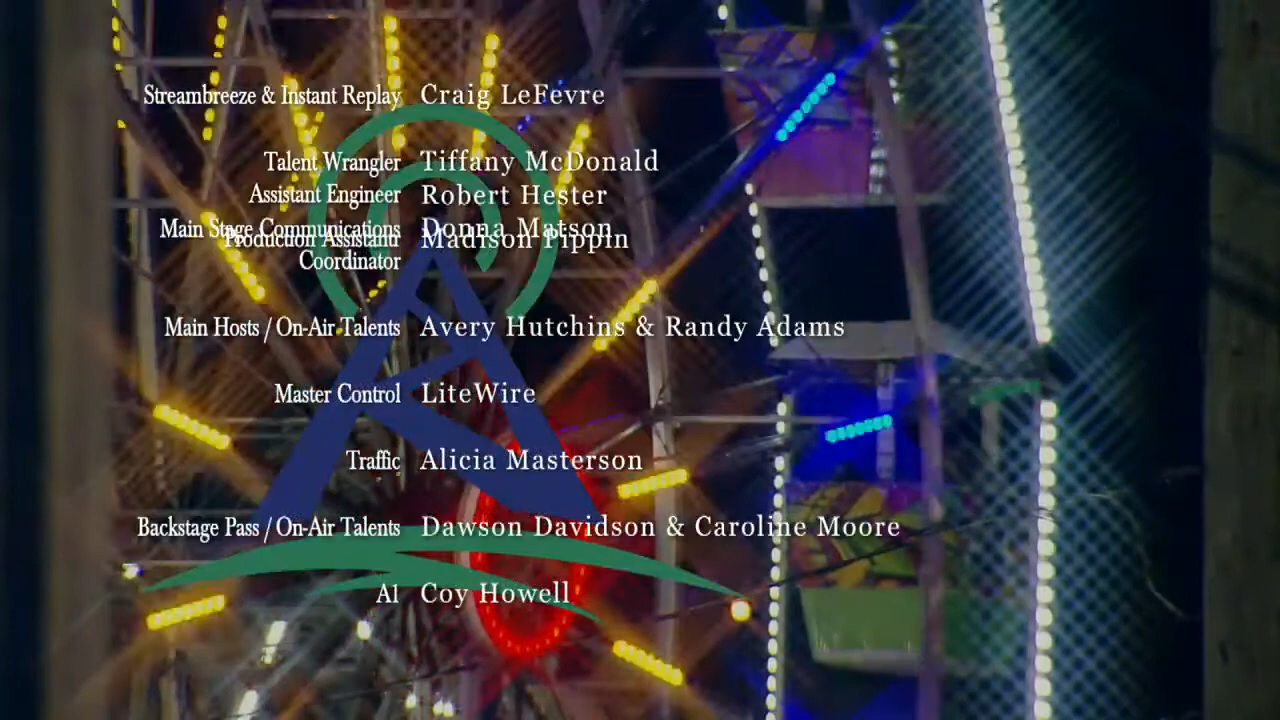 Streambreeze & Instant Replay Craig LeFevre
Talent Wrangler Tiffany McDonald
Assistant Engineer Robert Hester
Main Stage Communications Donna Matson
Production Assistand Madison Pippin
Coordinator
Main Hosts / On-Air Talents Avery Hutchins & Randy Adams
Master Control LiteWire
Traffic Alicia Masterson
Backstage Pass / On-Air Talents Dawson Davidson & Caroline Moore
A1 Coy Howell